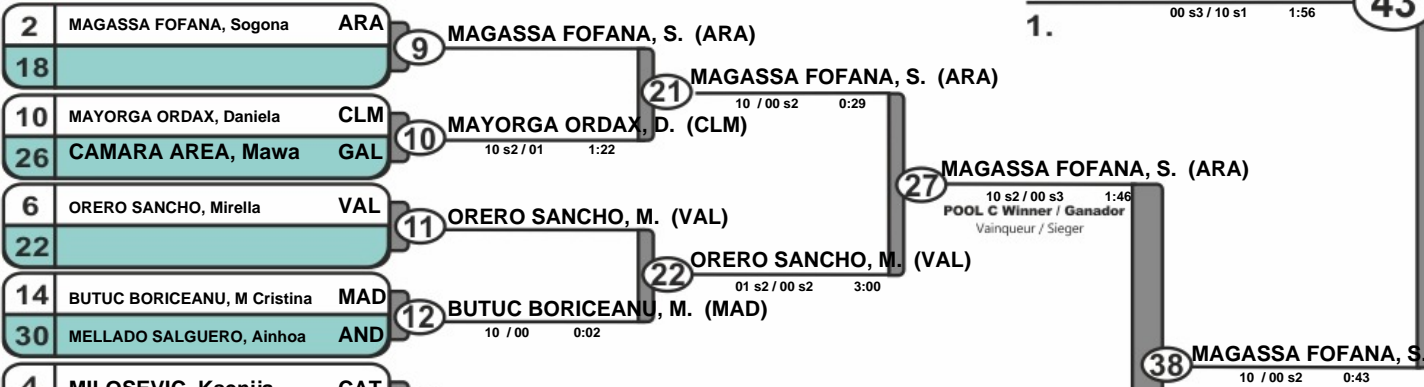 2 MAGASSA FOFANA, Sogona ARA
18
9 MAGASSA FOFANA, S. (ARA)
10 MAYORGA ORDAX, Daniela CLM
26 CAMARA AREA, Mawa GAL
10 MAYORGA ORDAX, D. (CLM)
10 s2 / 01 1:22
21 MAGASSA FOFANA, S. (ARA)
10 / 00 s2 0:29
6 ORERO SANCHO, Mirella VAL
22
11 ORERO SANCHO, M. (VAL)
14 BUTUC BORICEANU, M Cristina MAD
30 MELLADO SALGUERO, Ainhoa AND
12 BUTUC BORICEANU, M. (MAD)
10 / 00 0:02
22 ORERO SANCHO, M. (VAL)
01 s2 / 00 s2 3:00
27 MAGASSA FOFANA, S. (ARA)
10 s2 / 00 s3 1:46
POOL C Winner / Ganador
Vainqueur / Sieger
4 MILOSEVIC, Ksenija CAT
38 MAGASSA FOFANA, S.
10 / 00 s2 0:43
00 s3 / 10 s1 1:56
43
1.